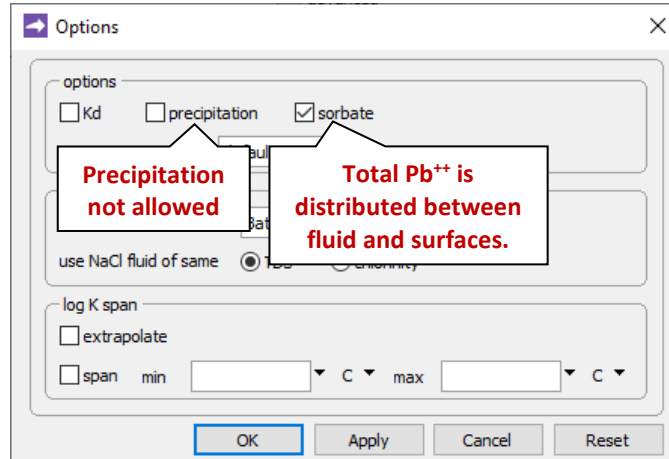 Options
options
Kd precipitation sorbate
Precipitation
not allowed
Total Pb++ is
distributed between
fluid and surfaces.
use NaCl fluid of same
log K span
extrapolate
span min C max C
OK Apply Cancel Reset